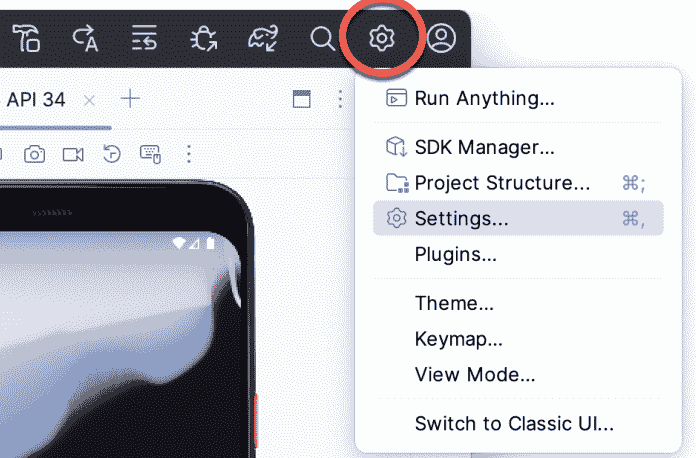 API 34
Run Anything...
SDK Manager...
Project Structure... ⌘;
Settings... ⌘,
Plugins...
Theme...
Keymap...
View Mode...
Switch to Classic UI...